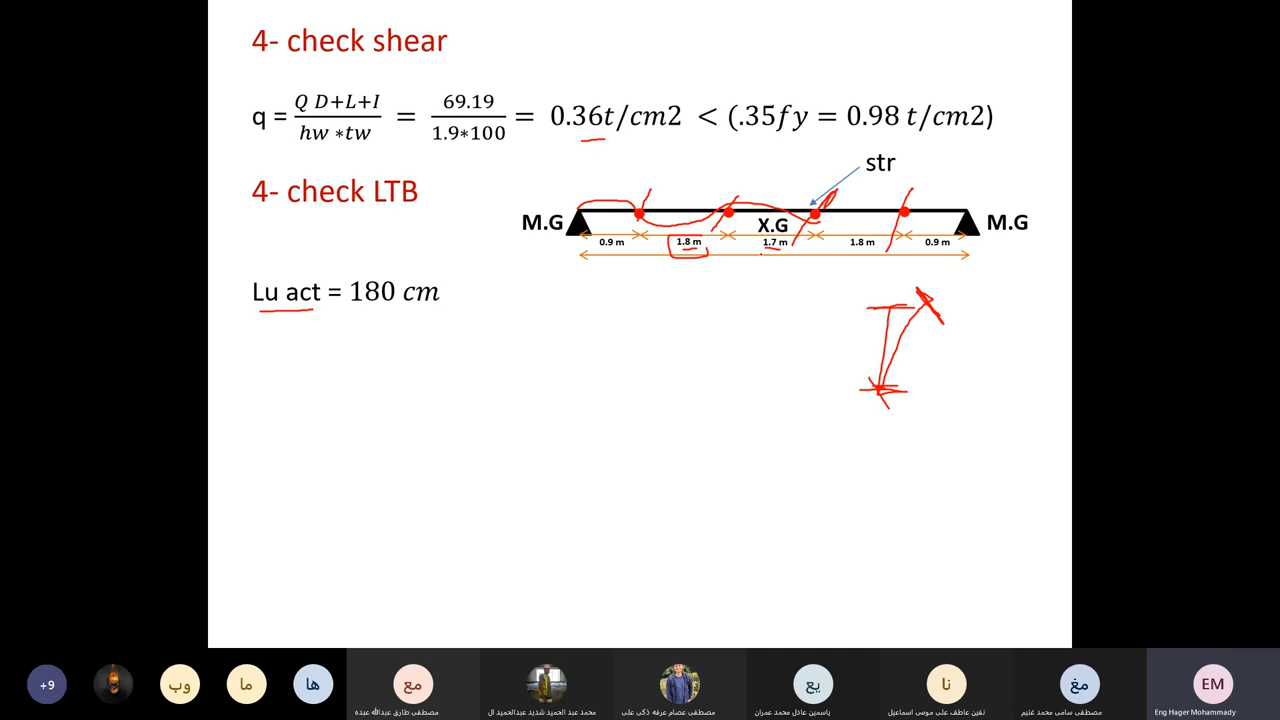 4- check shear
q = Q D+L+I / hw *tw = 69.19 / 1.9*100 = 0.36t/cm2 < (.35fy = 0.98 t/cm2)
4- check LTB
str
M.G X.G M.G
0.9 m 1.8 m 1.7 m 1.8 m 0.9 m
Lu act = 180 cm
+9 وب ما ها مع يع نا مغ EM
مصطفى طارق عبدالله عبده محمد عبد الحميد شديد عبدالحميد ال مصطفى عصام عرفه ذكى على ياسمين عادل محمد عمران نفين عاطف على موسى اسماعيل مصطفى سامى محمد غنيم Eng Hager Mohammady